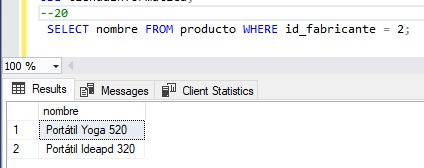 --20
SELECT nombre FROM producto WHERE id_fabricante = 2;
100 %
Results Messages Client Statistics
nombre
1 Portátil Yoga 520
2 Portátil Ideapd 320